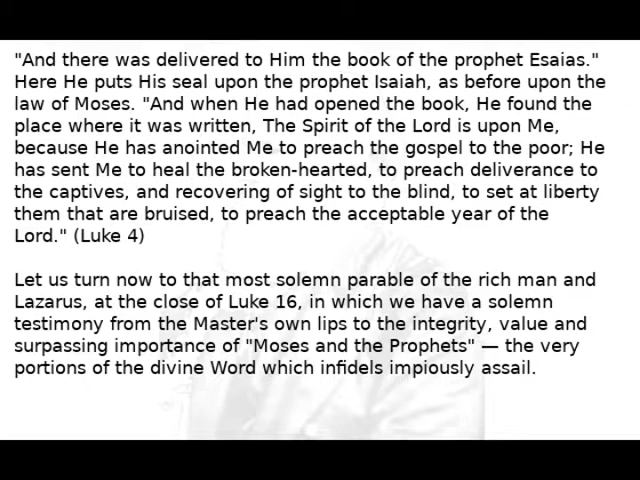 "And there was delivered to Him the book of the prophet Esaias."
Here He puts His seal upon the prophet Isaiah, as before upon the
law of Moses. "And when He had opened the book, He found the
place where it was written, The Spirit of the Lord is upon Me,
because He has anointed Me to preach the gospel to the poor; He
has sent Me to heal the broken-hearted, to preach deliverance to
the captives, and recovering of sight to the blind, to set at liberty
them that are bruised, to preach the acceptable year of the
Lord." (Luke 4)
Let us turn now to that most solemn parable of the rich man and
Lazarus, at the close of Luke 16, in which we have a solemn
testimony from the Master's own lips to the integrity, value and
surpassing importance of "Moses and the Prophets" — the very
portions of the divine Word which infidels impiously assail.